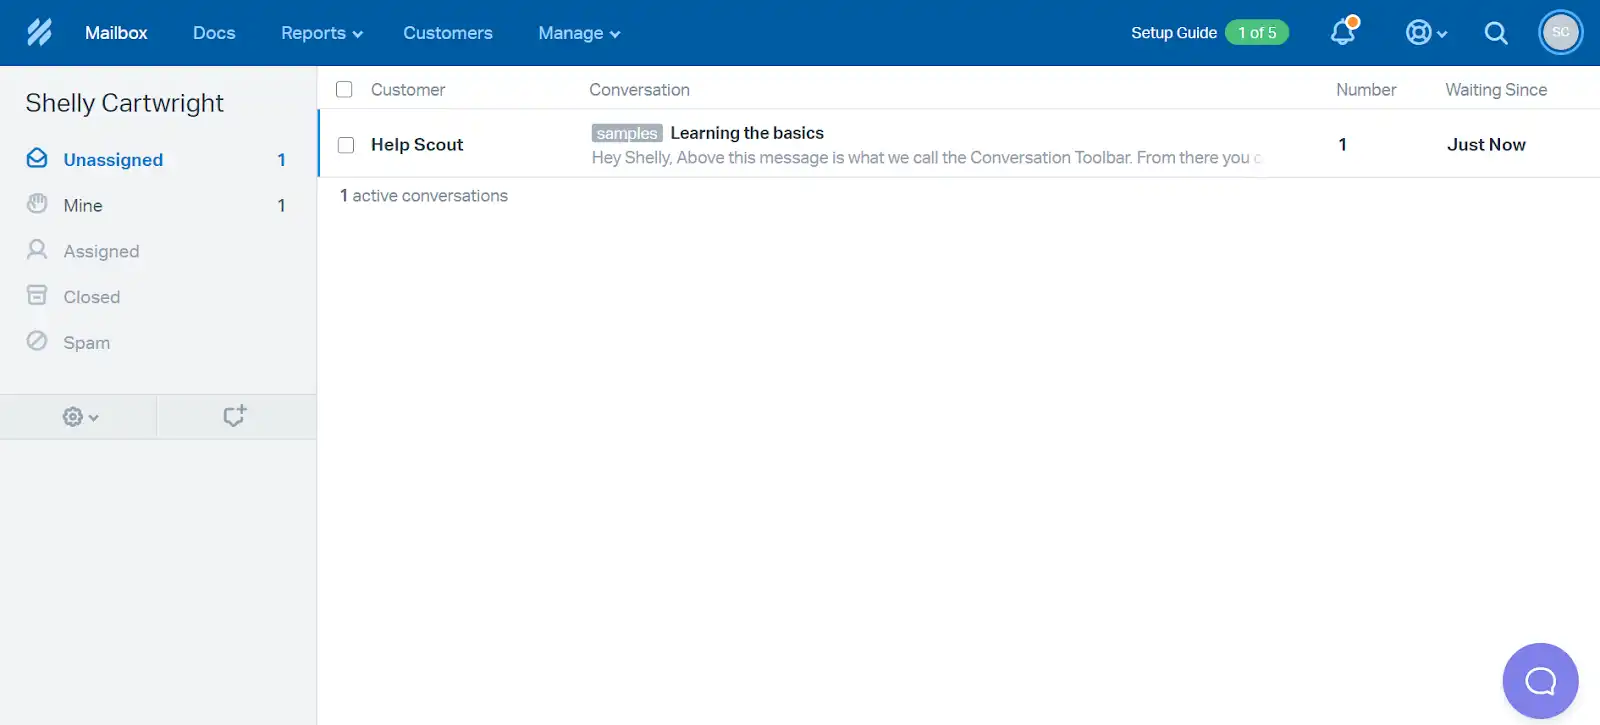 Mailbox Docs Reports Customers Manage Setup Guide 1 of 5 SC
Shelly Cartwright
Unassigned 1
Mine 1
Assigned
Closed
Spam
Customer Conversation Number Waiting Since
Help Scout samples Learning the basics 1 Just Now
Hey Shelly, Above this message is what we call the Conversation Toolbar. From there you
1 active conversations